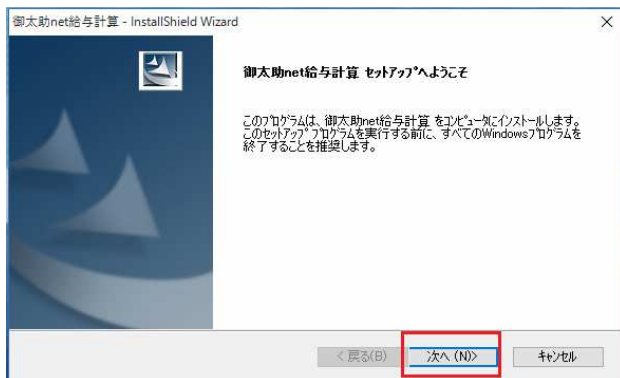 御太助net給与計算 - InstallShield Wizard
御太助net給与計算 ｾｯﾄｱｯﾌﾟへようこそ
このﾌﾟﾛｸﾞﾗﾑは、御太助net給与計算 をｺﾝﾋﾟｭｰﾀにｲﾝｽﾄｰﾙします。
このｾｯﾄｱｯﾌﾟ ﾌﾟﾛｸﾞﾗﾑを実行する前に、すべてのWindowsﾌﾟﾛｸﾞﾗﾑを
終了することを推奨します。
< 戻る(B)
次へ (N)>
ｷｬﾝｾﾙ